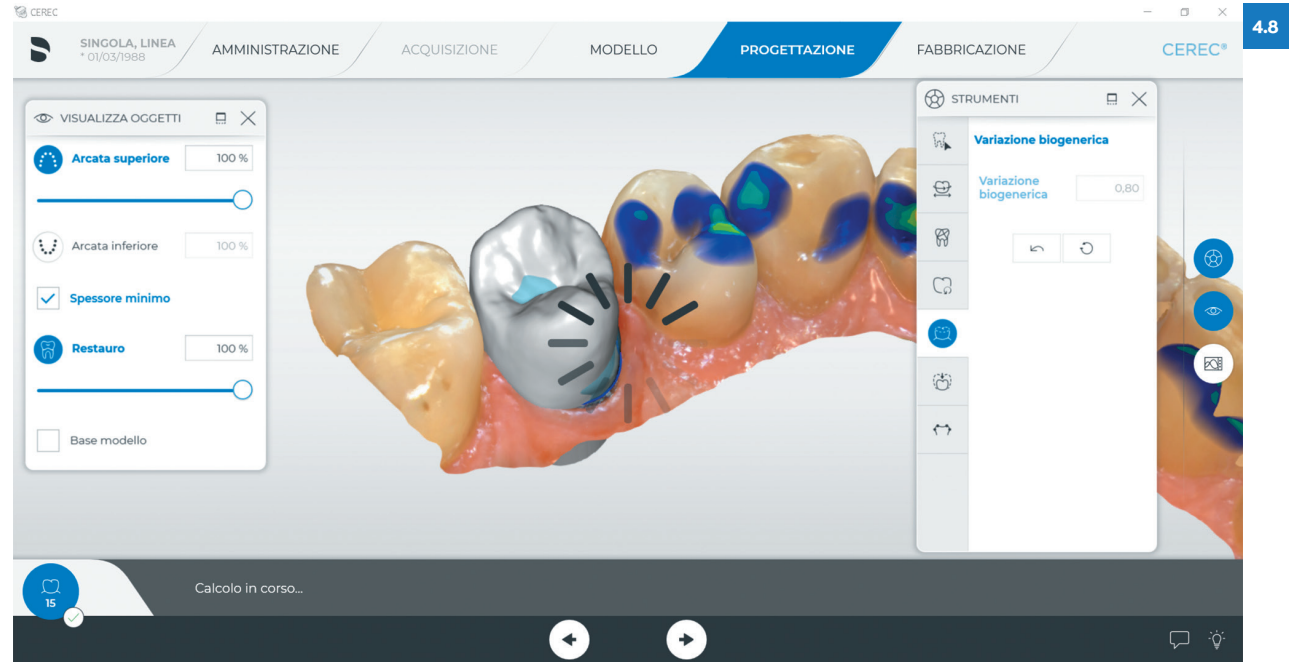 CEREC
4.8
SINGOLA, LINEA
* 01/03/1988
AMMINISTRAZIONE
ACQUISIZIONE
MODELLO
PROGETTAZIONE
FABBRICAZIONE
CEREC®
VISUALIZZA OGGETTI
Arcata superiore
100 %
Arcata inferiore
100 %
Spessore minimo
Restauro
100 %
Base modello
STRUMENTI
Variazione biogenerica
Variazione
biogenerica
0,80
15
Calcolo in corso...